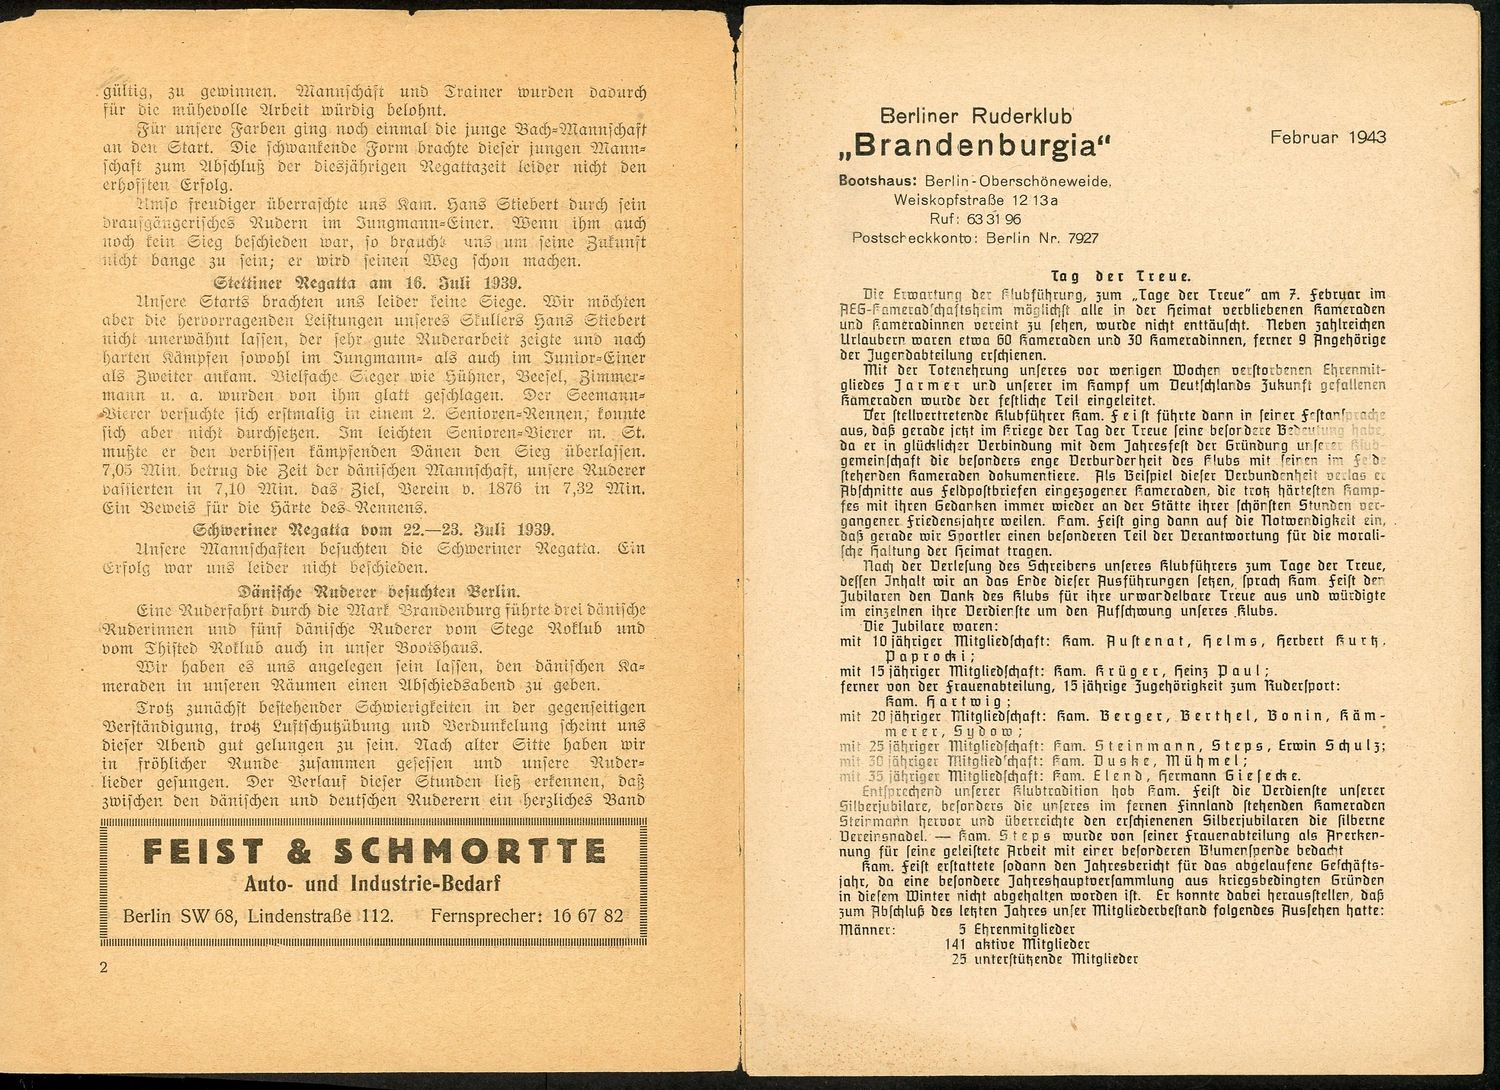 gültig, zu gewinnen. Mannschaft und Trainer wurden dadurch
für die mühevolle Arbeit würdig belohnt.
Für unsere Farben ging noch einmal die junge Bach-Mannschaft
an den Start. Die schwankende Form brachte dieser jungen Mann-
schaft zum Abschluß der diesjährigen Regattazeit leider nicht den
erhofften Erfolg.
Umso freudiger überraschte uns Kam. Hans Stiebert durch sein
draufgängerisches Rudern im Jungmann-Einer. Wenn ihm auch
noch kein Sieg beschieden war, so braucht uns um seine Zukunft
nicht bange zu sein; er wird seinen Weg schon machen.
Stettiner Regatta am 16. Juli 1939.
Unsere Starts brachten uns leider keine Siege. Wir möchten
aber die hervorragenden Leistungen unseres Skullers Hans Stiebert
nicht unerwähnt lassen, der sehr gute Ruderarbeit zeigte und nach
harten Kämpfen sowohl im Jungmann- als auch im Junior-Einer
als Zweiter ankam. Vielfache Sieger wie Hühner, Beesel, Zimmer-
mann u. a. wurden von ihm glatt geschlagen. Der Seemann-
Vierer versuchte sich erstmalig in einem 2. Senioren-Rennen, konnte
sich aber nicht durchsetzen. Im leichten Senioren-Vierer m. St.
mußte er den verbissen kämpfenden Dänen den Sieg überlassen.
7,05 Min. betrug die Zeit der dänischen Mannschaft, unsere Ruderer
passierten in 7,10 Min. das Ziel, Verein v. 1876 in 7,32 Min.
Ein Beweis für die Härte des Rennens.
Schweriner Regatta vom 22.—23. Juli 1939.
Unsere Mannschaften besuchten die Schweriner Regatta. Ein
Erfolg war uns leider nicht beschieden.
Dänische Ruderer besuchten Berlin.
Eine Ruderfahrt durch die Mark Brandenburg führte drei dänische
Ruderinnen und fünf dänische Ruderer vom Stege Roklub und
vom Thisted Roklub auch in unser Bootshaus.
Wir haben es uns angelegen sein lassen, den dänischen Ka-
meraden in unseren Räumen einen Abschiedsabend zu geben.
Trotz zunächst bestehender Schwierigkeiten in der gegenseitigen
Verständigung, trotz Luftschutzübung und Verdunkelung scheint uns
dieser Abend gut gelungen zu sein. Nach alter Sitte haben wir
in fröhlicher Runde zusammen gesessen und unsere Ruder-
lieder gesungen. Der Verlauf dieser Stunden ließ erkennen, daß
zwischen den dänischen und deutschen Ruderern ein herzliches Band
FEIST & SCHMORTTE
Auto- und Industrie-Bedarf
Berlin SW 68, Lindenstraße 112. Fernsprecher: 16 67 82
2
Berliner Ruderklub
„Brandenburgia“
Februar 1943
Bootshaus: Berlin-Oberschöneweide,
Weiskopfstraße 12 13a
Ruf: 63 31 96
Postscheckkonto: Berlin Nr. 7927
Tag der Treue.
Die Erwartung der Klubführung, zum „Tage der Treue“ am 7. Februar im
AEG-Kameradschaftsheim möglichst alle in der Heimat verbliebenen Kameraden
und Kameradinnen vereint zu sehen, wurde nicht enttäuscht. Neben zahlreichen
Urlaubern waren etwa 60 Kameraden und 30 Kameradinnen, ferner 9 Angehörige
der Jugendabteilung erschienen.
Mit der Totenehrung unseres vor wenigen Wochen verstorbenen Ehrenmit-
gliedes Jarmer und unserer im Kampf um Deutschlands Zukunft gefallenen
Kameraden wurde der festliche Teil eingeleitet.
Der stellvertretende Klubführer Kam. Feist führte dann in seiner Festansprache
aus, daß gerade jetzt im Kriege der Tag der Treue seine besondere Bedeutung habe,
da er in glücklicher Verbindung mit dem Jahresfest der Gründung unserer Klub-
gemeinschaft die besonders enge Verbundenheit des Klubs mit seinen im Felde
stehenden Kameraden dokumentiere. Als Beispiel dieser Verbundenheit verlas er
Abschnitte aus Feldpostbriefen eingezogener Kameraden, die trotz härtesten Kamp-
fes mit ihren Gedanken immer wieder an der Stätte ihrer schönsten Stunden ver-
gangener Friedensjahre weilen. Kam. Feist ging dann auf die Notwendigkeit ein,
daß gerade wir Sportler einen besonderen Teil der Verantwortung für die morali-
sche Haltung der Heimat tragen.
Nach der Verlesung des Schreibers unseres Klubführers zum Tage der Treue,
dessen Inhalt wir an das Ende dieser Ausführungen setzen, sprach Kam. Feist den
Jubilaren den Dank des Klubs für ihre unwandelbare Treue aus und würdigte
im einzelnen ihre Verdienste um den Aufschwung unseres Klubs.
Die Jubilare waren:
mit 10jähriger Mitgliedschaft: Kam. Austenat, Helms, Herbert Kurtz,
Paprocki;
mit 15jähriger Mitgliedschaft: Kam. Krüger, Heinz Paul;
ferner von der Frauenabteilung, 15jährige Zugehörigkeit zum Rudersport:
Kam. Hartwig;
mit 20jähriger Mitgliedschaft: Kam. Berger, Berthel, Bonin, Käm-
merer, Sydow;
mit 25jähriger Mitgliedschaft: Kam. Steinmann, Steps, Erwin Schulz;
mit 30jähriger Mitgliedschaft: Kam. Duske, Mühmel;
mit 35jähriger Mitgliedschaft: Kam. Elend, Hermann Giesecke.
Entsprechend unserer Klubtradition hob Kam. Feist die Verdienste unserer
Silberjubilare, besonders die unseres im fernen Finnland stehenden Kameraden
Steinmann hervor und überreichte den erschienenen Silberjubilaren die silberne
Vereinsnadel. — Kam. Steps wurde von seiner Frauenabteilung als Anerken-
nung für seine geleistete Arbeit mit einer besonderen Blumenspende bedacht
Kam. Feist erstattete sodann den Jahresbericht für das abgelaufene Geschäfts-
jahr, da eine besondere Jahreshauptversammlung aus kriegsbedingten Gründen
in diesem Winter nicht abgehalten worden ist. Er konnte dabei herausstellen, daß
zum Abschluß des letzten Jahres unser Mitgliederbestand folgendes Aussehen hatte:
Männer: 5 Ehrenmitglieder
141 aktive Mitglieder
25 unterstützende Mitglieder